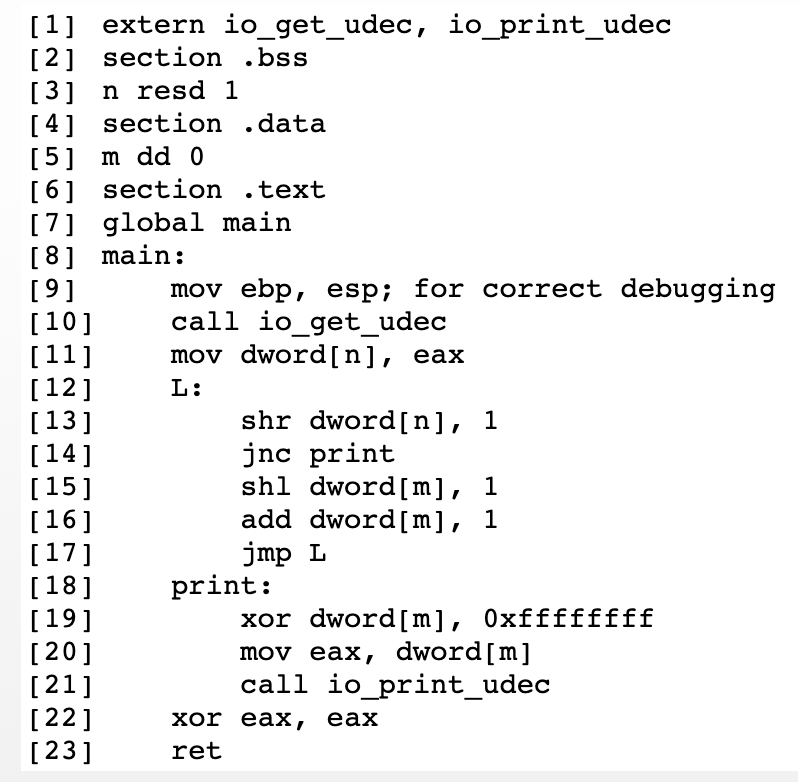 [1] extern io_get_udec, io_print_udec
[2] section .bss
[3] n resd 1
[4] section .data
[5] m dd 0
[6] section .text
[7] global main
[8] main:
[9]     mov ebp, esp; for correct debugging
[10]    call io_get_udec
[11]    mov dword[n], eax
[12]    L:
[13]        shr dword[n], 1
[14]        jnc print
[15]        shl dword[m], 1
[16]        add dword[m], 1
[17]        jmp L
[18]    print:
[19]        xor dword[m], 0xffffffff
[20]        mov eax, dword[m]
[21]        call io_print_udec
[22]    xor eax, eax
[23]    ret